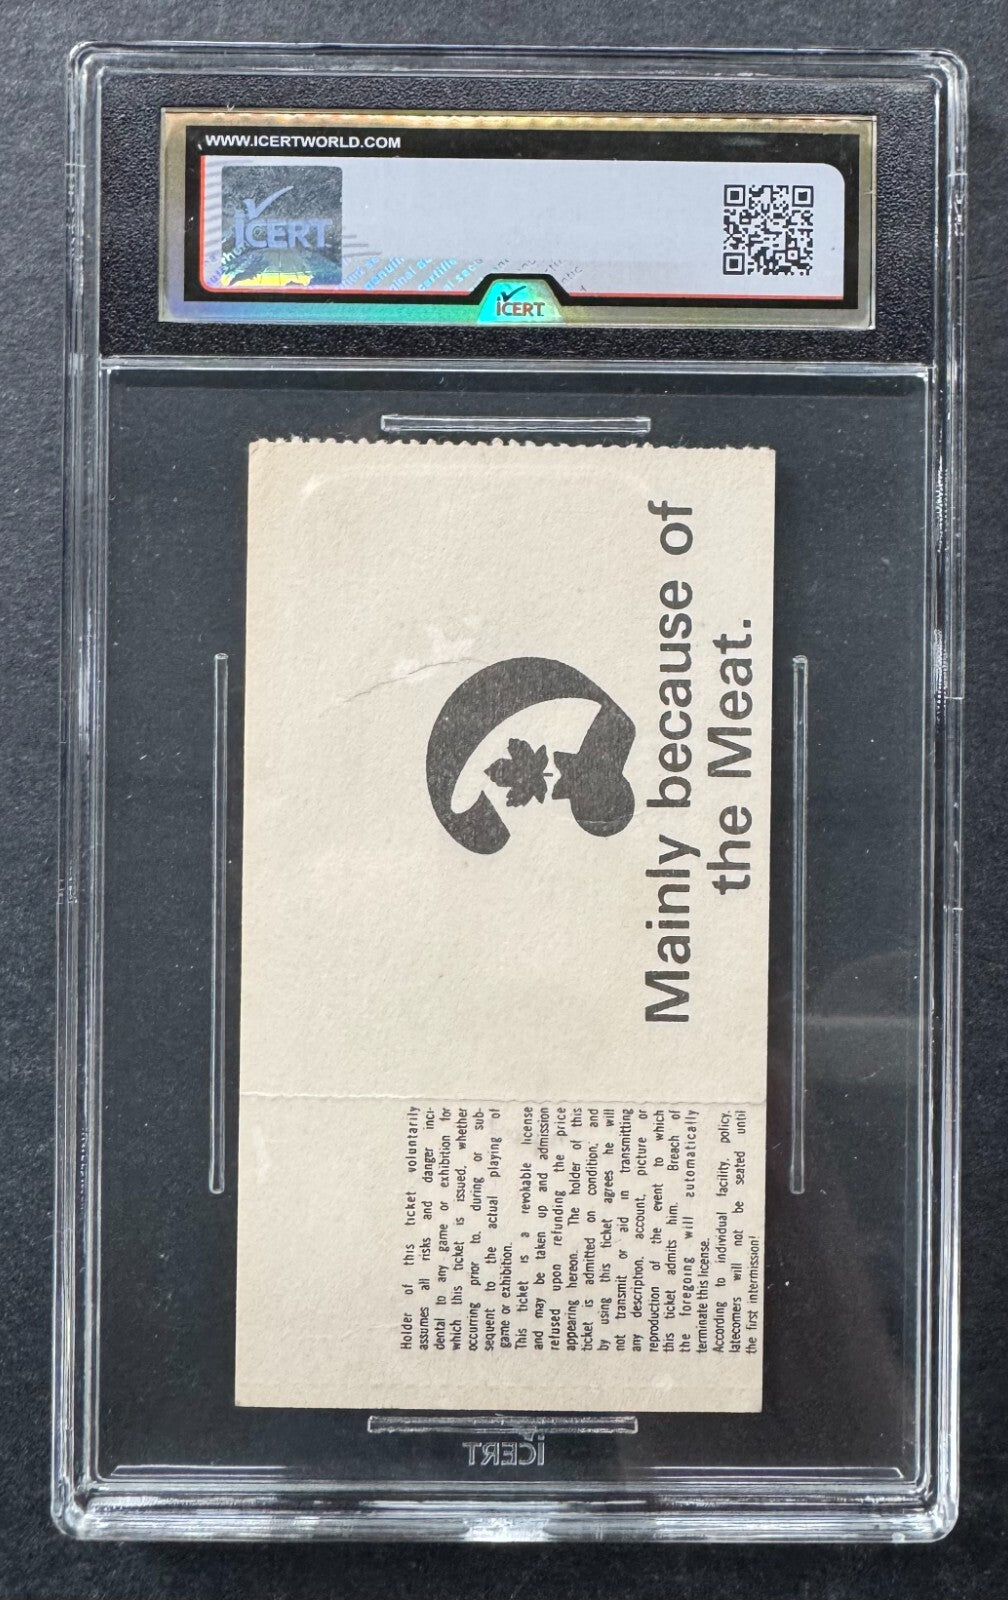 WWW.ICERTWORLD.COM
iCERT
iCERT
Mainly because of
the Meat.
Holder of this ticket voluntarily
assumes all risks and danger inci-
dental to any game or exhibition for
which this ticket is issued, whether
occurring prior to, during or sub-
sequent to the actual playing of
game or exhibition.
This ticket is a revokable license
and may be taken up and admission
refused upon refunding the price
appearing hereon. The holder of this
ticket is admitted on condition, and
by using this ticket agrees he will
not transmit or aid in transmitting
any description, account, picture or
reproduction of the event to which
this ticket admits him. Breach of
the foregoing will automatically
terminate this license.
According to individual facility, policy,
latecomers will not be seated until
the first intermission!
iCERT